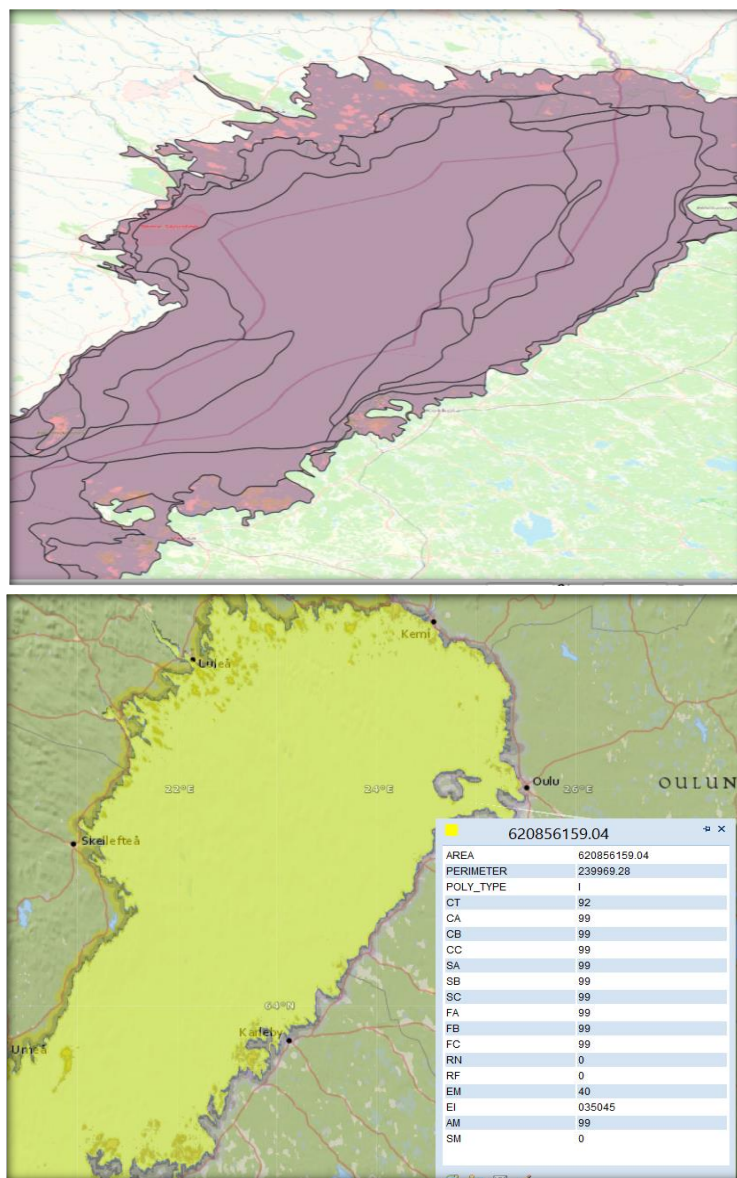 Kemi
Luleå
22°E
24°E
26°E
Oulu
OULUN
Skellefteå
620856159.04
AREA 620856159.04
PERIMETER 239969.28
POLY_TYPE I
CT 92
CA 99
CB 99
CC 99
SA 99
SB 99
SC 99
FA 99
FB 99
FC 99
RN 0
RF 0
EM 40
EI 035045
AM 99
SM 0
64°N
Karleby
Umeå